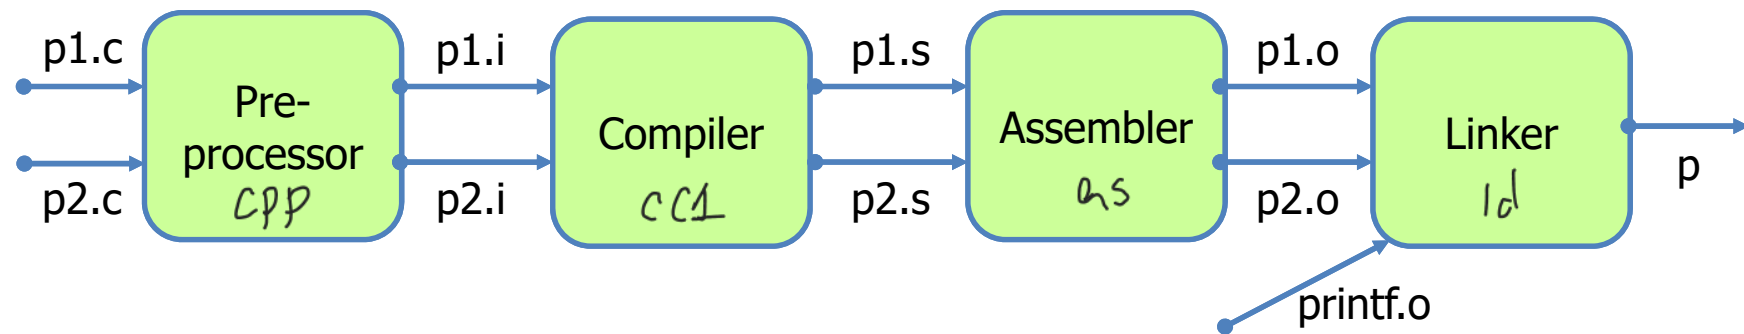 p1.c
p2.c
Pre-
processor
cpp
p1.i
p2.i
Compiler
cc1
p1.s
p2.s
Assembler
as
p1.o
p2.o
printf.o
Linker
ld
p